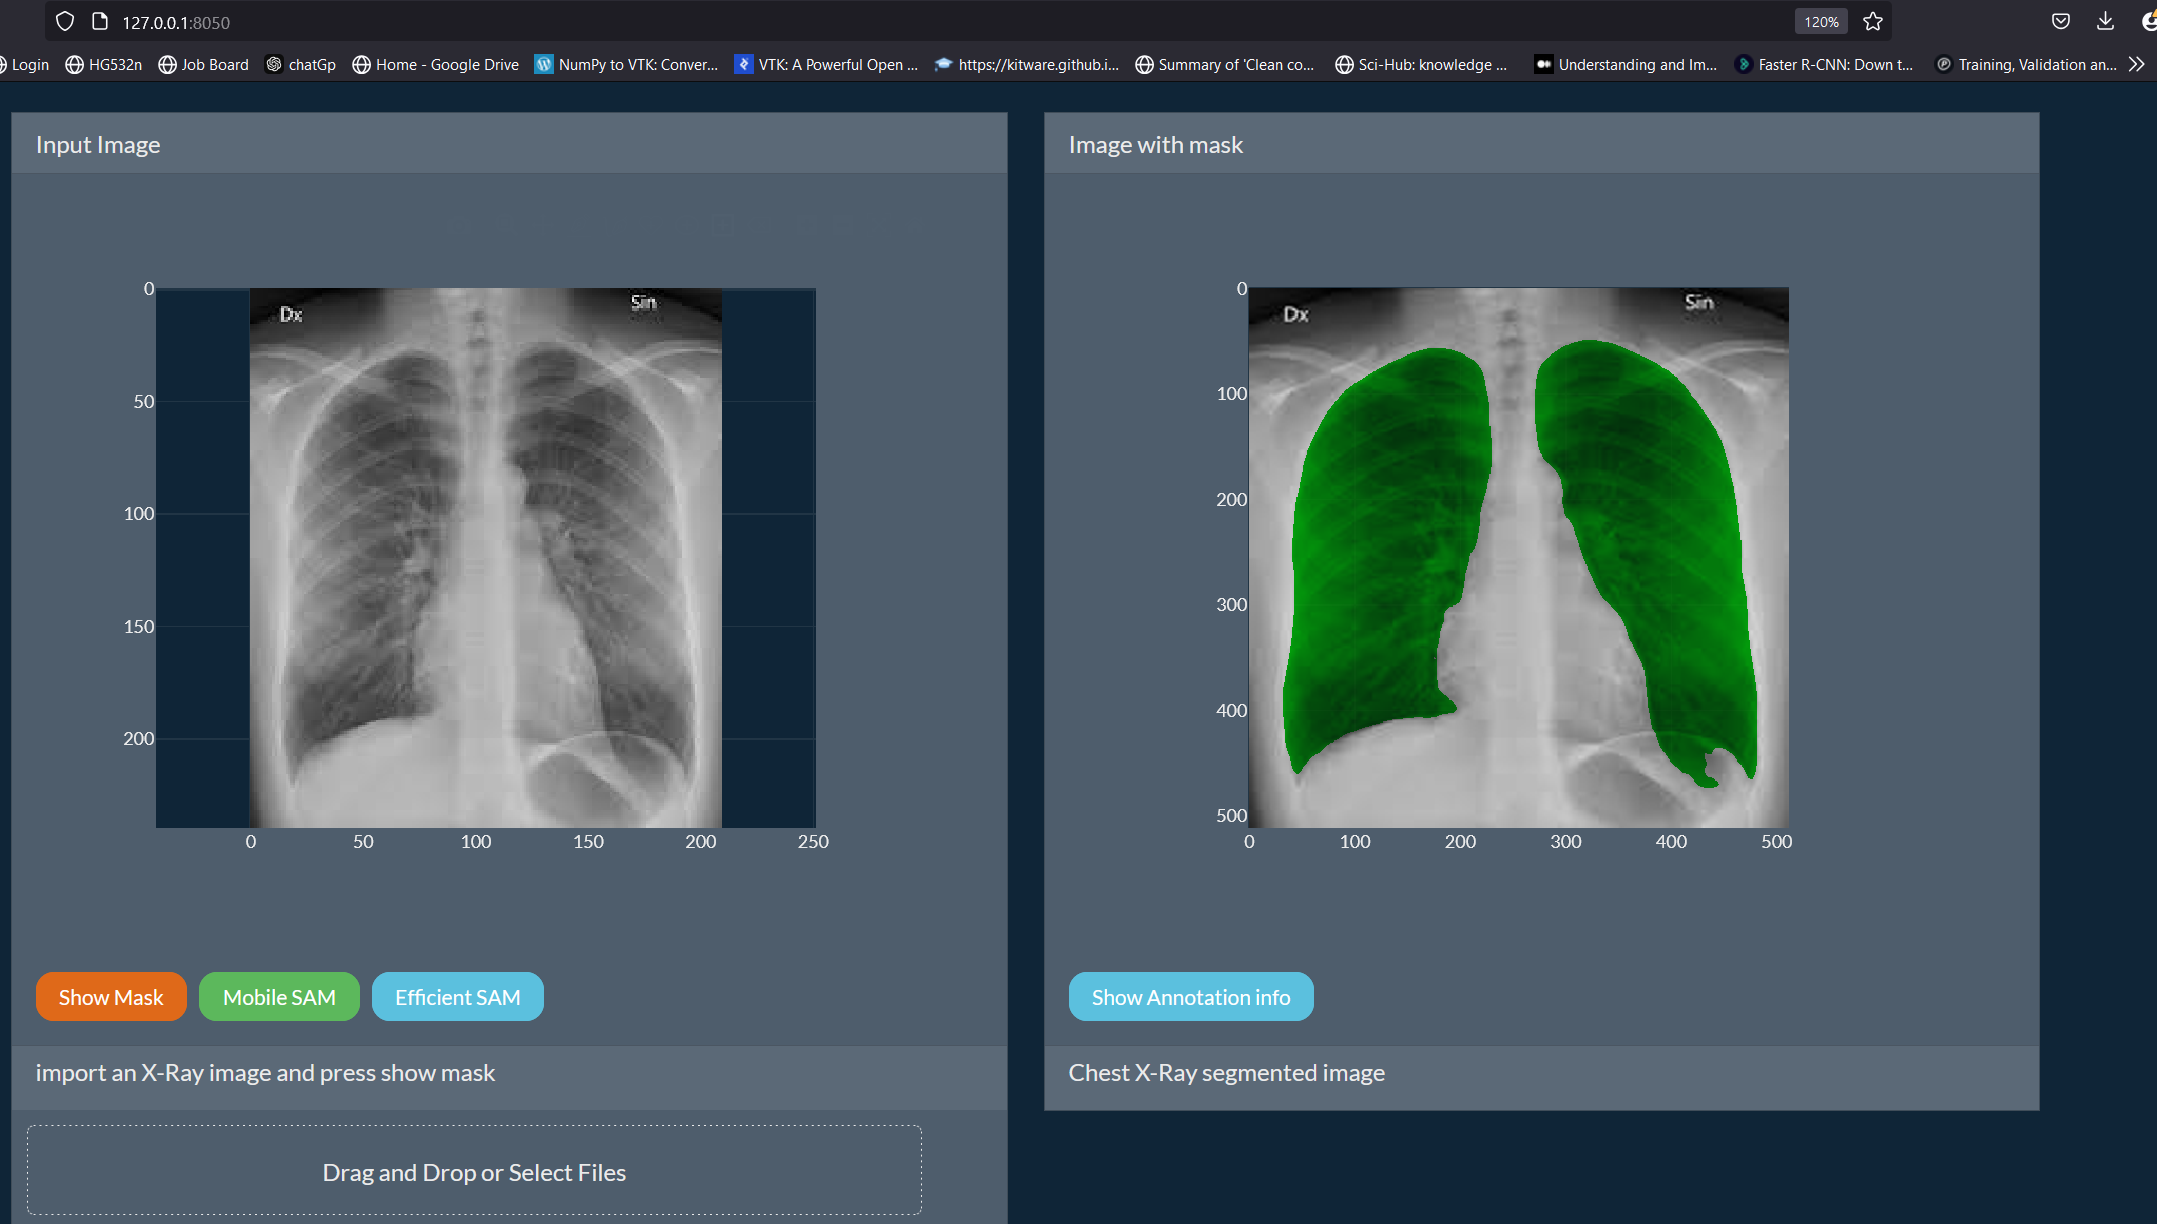 127.0.0.1:8050
120%
Login HG532n Job Board chatGp Home - Google Drive NumPy to VTK: Conver... VTK: A Powerful Open ... https://kitware.github.i... Summary of 'Clean co... Sci-Hub: knowledge ... Understanding and Im... Faster R-CNN: Down t... Training, Validation an...
Input Image
Dx
Sin
0
50
100
150
200
0 50 100 150 200 250
Show Mask Mobile SAM Efficient SAM
import an X-Ray image and press show mask
Drag and Drop or Select Files
Image with mask
Dx
Sin
0
100
200
300
400
500
0 100 200 300 400 500
Show Annotation info
Chest X-Ray segmented image